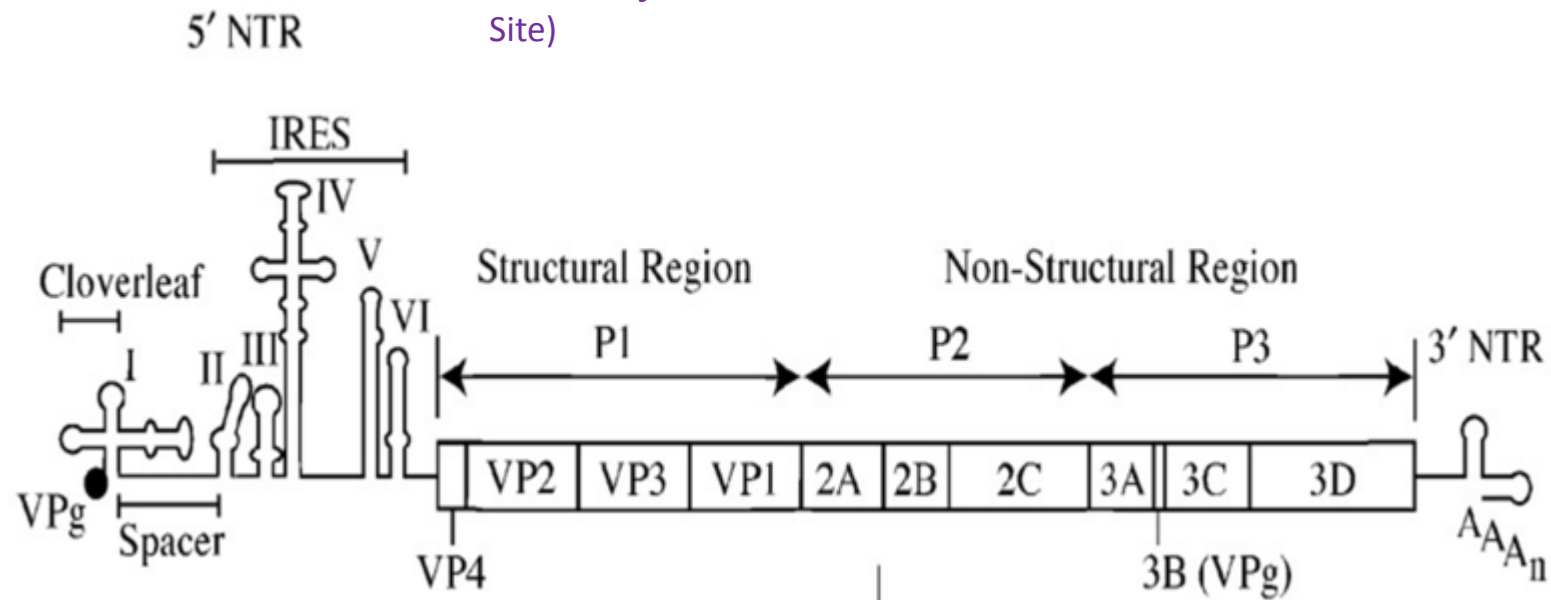 5′ NTR
Site)
IRES
IV
V
Cloverleaf
Structural Region
Non-Structural Region
VI
I
II
III
P1
P2
P3
3′ NTR
VP2
VP3
VP1
2A
2B
2C
3A
3C
3D
VPg
Spacer
VP4
3B (VPg)
AAAn